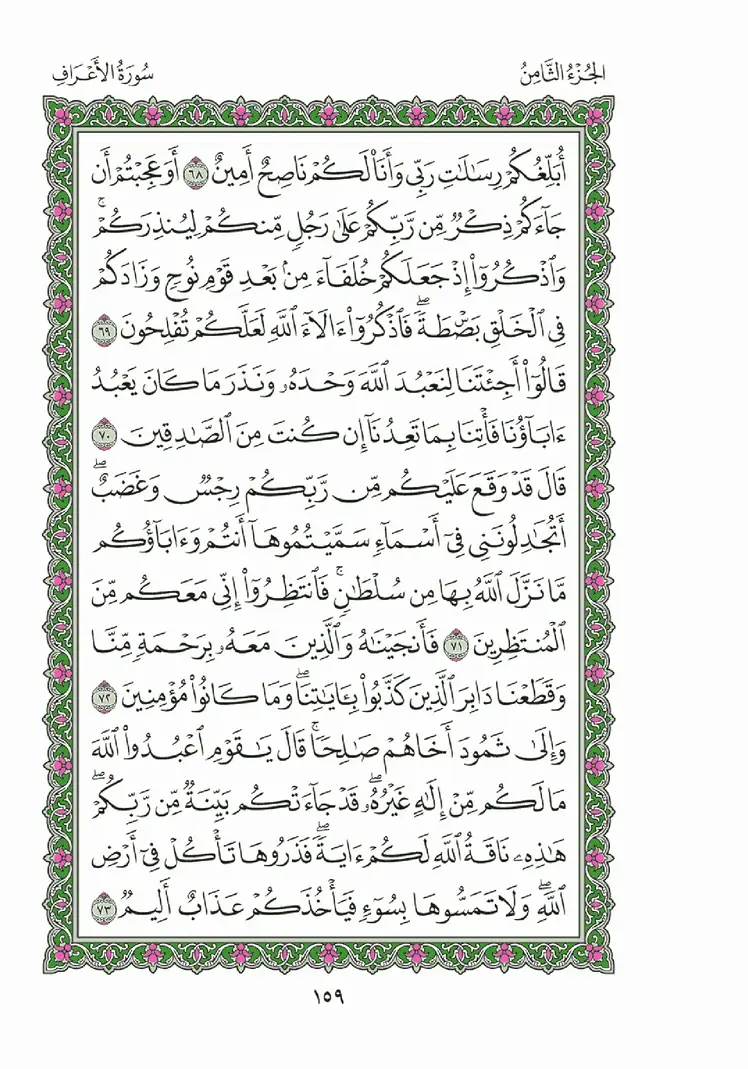 الجُزْءُ الثَّامِنُ
سُورَةُ الأَعْرَافِ
أُبَلِّغُكُمْ رِسَالَاتِ رَبِّي وَأَنَا۠ لَكُمْ نَاصِحٌ أَمِينٌ ٦٨ أَوَعَجِبْتُمْ أَن
جَآءَكُمْ ذِكْرٌ مِّن رَّبِّكُمْ عَلَىٰ رَجُلٍ مِّنكُمْ لِيُنذِرَكُمْ ۚ
وَٱذْكُرُوٓا۟ إِذْ جَعَلَكُمْ خُلَفَآءَ مِنۢ بَعْدِ قَوْمِ نُوحٍ وَزَادَكُمْ
فِي ٱلْخَلْقِ بَصْۜطَةً ۖ فَٱذْكُرُوٓا۟ ءَالَآءَ ٱللَّهِ لَعَلَّكُمْ تُفْلِحُونَ ٦٩
قَالُوٓا۟ أَجِئْتَنَا لِنَعْبُدَ ٱللَّهَ وَحْدَهُۥ وَنَذَرَ مَا كَانَ يَعْبُدُ
ءَابَآؤُنَا فَأْتِنَا بِمَا تَعِدُنَآ إِن كُنتَ مِنَ ٱلصَّٰدِقِينَ ٧٠
قَالَ قَدْ وَقَعَ عَلَيْكُم مِّن رَّبِّكُمْ رِجْسٌ وَغَضَبٌ ۖ
أَتُجَٰدِلُونَنِي فِيٓ أَسْمَآءٍ سَمَّيْتُمُوهَآ أَنتُمْ وَءَابَآؤُكُم
مَّا نَزَّلَ ٱللَّهُ بِهَا مِن سُلْطَٰنٍ ۚ فَٱنتَظِرُوٓا۟ إِنِّي مَعَكُم مِّنَ
ٱلْمُنتَظِرِينَ ٧١ فَأَنجَيْنَٰهُ وَٱلَّذِينَ مَعَهُۥ بِرَحْمَةٍ مِّنَّا
وَقَطَعْنَا دَابِرَ ٱلَّذِينَ كَذَّبُوا۟ بِـَٔايَٰتِنَا ۖ وَمَا كَانُوا۟ مُؤْمِنِينَ ٧٢
وَإِلَىٰ ثَمُودَ أَخَاهُمْ صَٰلِحًا ۗ قَالَ يَٰقَوْمِ ٱعْبُدُوا۟ ٱللَّهَ
مَا لَكُم مِّنْ إِلَٰهٍ غَيْرُهُۥ ۖ قَدْ جَآءَتْكُم بَيِّنَةٌ مِّن رَّبِّكُمْ ۖ
هَٰذِهِۦ نَاقَةُ ٱللَّهِ لَكُمْ ءَايَةً ۖ فَذَرُوهَا تَأْكُلْ فِيٓ أَرْضِ
ٱللَّهِ ۖ وَلَا تَمَسُّوهَا بِسُوٓءٍ فَيَأْخُذَكُمْ عَذَابٌ أَلِيمٌ ٧٣
١٥٩